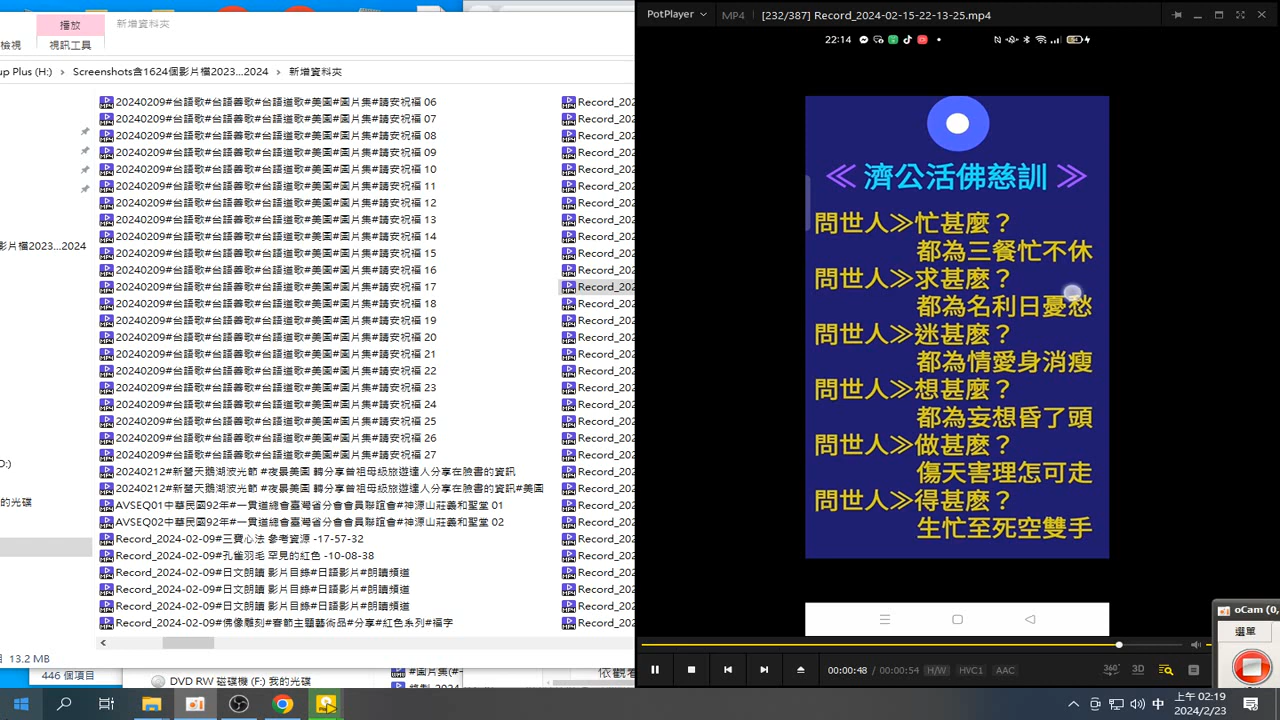 播放
新增資料夾
檢視
視訊工具
up Plus (H:) › Screenshots含1624個影片檔2023...2024 › 新增資料夾
影片檔2023...2024
O:)
的光碟
20240209#台語歌#台語善歌#台語道歌#美圖#圖片集#請安祝福 06
20240209#台語歌#台語善歌#台語道歌#美圖#圖片集#請安祝福 07
20240209#台語歌#台語善歌#台語道歌#美圖#圖片集#請安祝福 08
20240209#台語歌#台語善歌#台語道歌#美圖#圖片集#請安祝福 09
20240209#台語歌#台語善歌#台語道歌#美圖#圖片集#請安祝福 10
20240209#台語歌#台語善歌#台語道歌#美圖#圖片集#請安祝福 11
20240209#台語歌#台語善歌#台語道歌#美圖#圖片集#請安祝福 12
20240209#台語歌#台語善歌#台語道歌#美圖#圖片集#請安祝福 13
20240209#台語歌#台語善歌#台語道歌#美圖#圖片集#請安祝福 14
20240209#台語歌#台語善歌#台語道歌#美圖#圖片集#請安祝福 15
20240209#台語歌#台語善歌#台語道歌#美圖#圖片集#請安祝福 16
20240209#台語歌#台語善歌#台語道歌#美圖#圖片集#請安祝福 17
20240209#台語歌#台語善歌#台語道歌#美圖#圖片集#請安祝福 18
20240209#台語歌#台語善歌#台語道歌#美圖#圖片集#請安祝福 19
20240209#台語歌#台語善歌#台語道歌#美圖#圖片集#請安祝福 20
20240209#台語歌#台語善歌#台語道歌#美圖#圖片集#請安祝福 21
20240209#台語歌#台語善歌#台語道歌#美圖#圖片集#請安祝福 22
20240209#台語歌#台語善歌#台語道歌#美圖#圖片集#請安祝福 23
20240209#台語歌#台語善歌#台語道歌#美圖#圖片集#請安祝福 24
20240209#台語歌#台語善歌#台語道歌#美圖#圖片集#請安祝福 25
20240209#台語歌#台語善歌#台語道歌#美圖#圖片集#請安祝福 26
20240209#台語歌#台語善歌#台語道歌#美圖#圖片集#請安祝福 27
20240212#新營天鵝湖波光節 #夜景美圖 轉分享曾祖母級旅遊達人分享在臉書的資訊
20240212#新營天鵝湖波光節 #夜景美圖 轉分享曾祖母級旅遊達人分享在臉書的資訊#美圖
AVSEQ01中華民國92年#一貫道總會臺灣省分會會員聯誼會#神源山莊義和聖堂 01
AVSEQ02中華民國92年#一貫道總會臺灣省分會會員聯誼會#神源山莊義和聖堂 02
Record_2024-02-09#三寶心法 參考資源 -17-57-32
Record_2024-02-09#孔雀羽毛 罕見的紅色 -10-08-38
Record_2024-02-09#日文朗讀 影片目錄#日語影片#朗讀頻道
Record_2024-02-09#日文朗讀 影片目錄#日語影片#朗讀頻道
Record_2024-02-09#日文朗讀 影片目錄#日語影片#朗讀頻道
Record_2024-02-09#佛像雕刻#春節主題藝術品#分享#紅色系列#福字
13.2 MB
446 個項目
DVD RW 磁碟機 (F:) 我的光碟
#圖片集(#
PotPlayer
MP4
[232/387] Record_2024-02-15-22-13-25.mp4
22:14
≪ 濟公活佛慈訓 ≫
問世人≫忙甚麼？
都為三餐忙不休
問世人≫求甚麼？
都為名利日憂愁
問世人≫迷甚麼？
都為情愛身消瘦
問世人≫想甚麼？
都為妄想昏了頭
問世人≫做甚麼？
傷天害理怎可走
問世人≫得甚麼？
生忙至死空雙手
00:00:48 / 00:00:54
H/W
HVC1
AAC
360°
3D
oCam (0,
選單
中
上午 02:19
2024/2/23